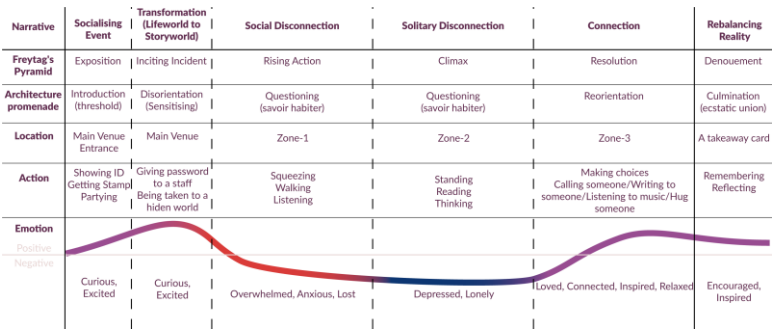 Narrative
Socialising
Event
Transformation
(Lifeworld to
Storyworld)
Social Disconnection
Solitary Disconnection
Connection
Rebalancing
Reality
Freytag's
Pyramid
Exposition
Inciting Incident
Rising Action
Climax
Resolution
Denouement
Architecture
promenade
Introduction
(threshold)
Disorientation
(Sensitising)
Questioning
(savoir habiter)
Questioning
(savoir habiter)
Reorientation
Culmination
(ecstatic union)
Location
Main Venue
Entrance
Main Venue
Zone-1
Zone-2
Zone-3
A takeaway card
Action
Showing ID
Getting Stamp
Partying
Giving password
to a staff
Being taken to a
hiden world
Squeezing
Walking
Listening
Standing
Reading
Thinking
Making choices
Calling someone/Writing to
someone/Listening to music/Hug
someone
Remembering
Reflecting
Emotion
Positive
Negative
Curious,
Excited
Curious,
Excited
Overwhelmed, Anxious, Lost
Depressed, Lonely
Loved, Connected, Inspired, Relaxed
Encouraged,
Inspired